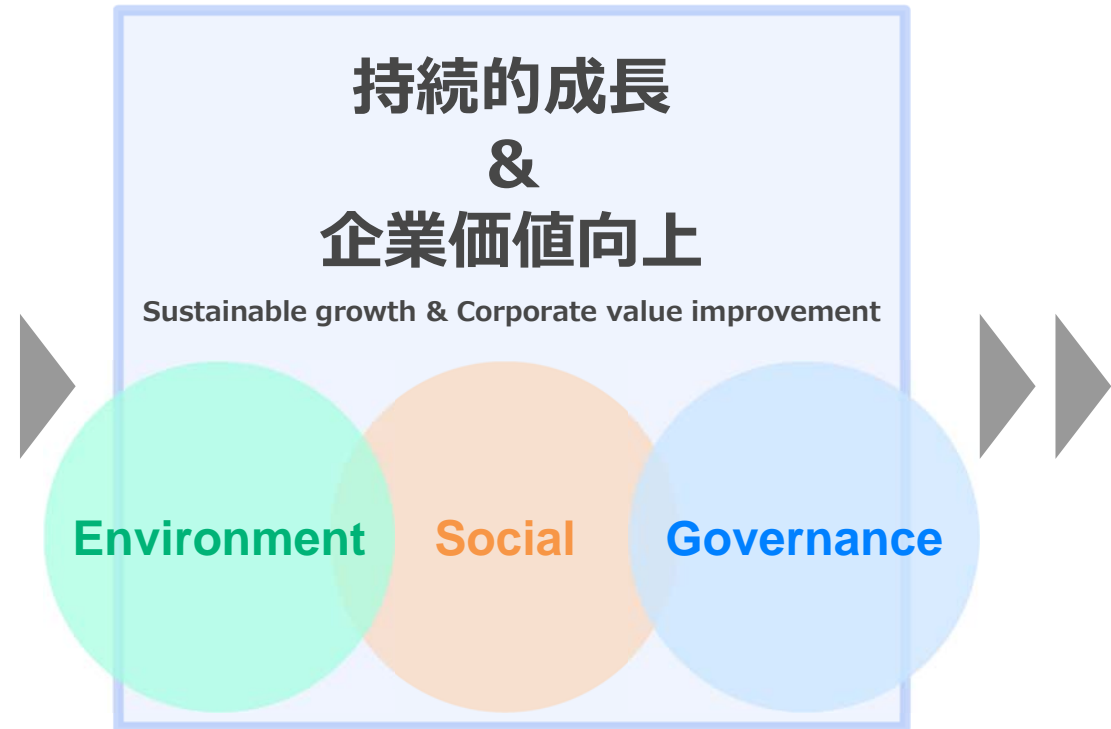 持続的成長
&
企業価値向上
Sustainable growth & Corporate value improvement
Environment Social Governance